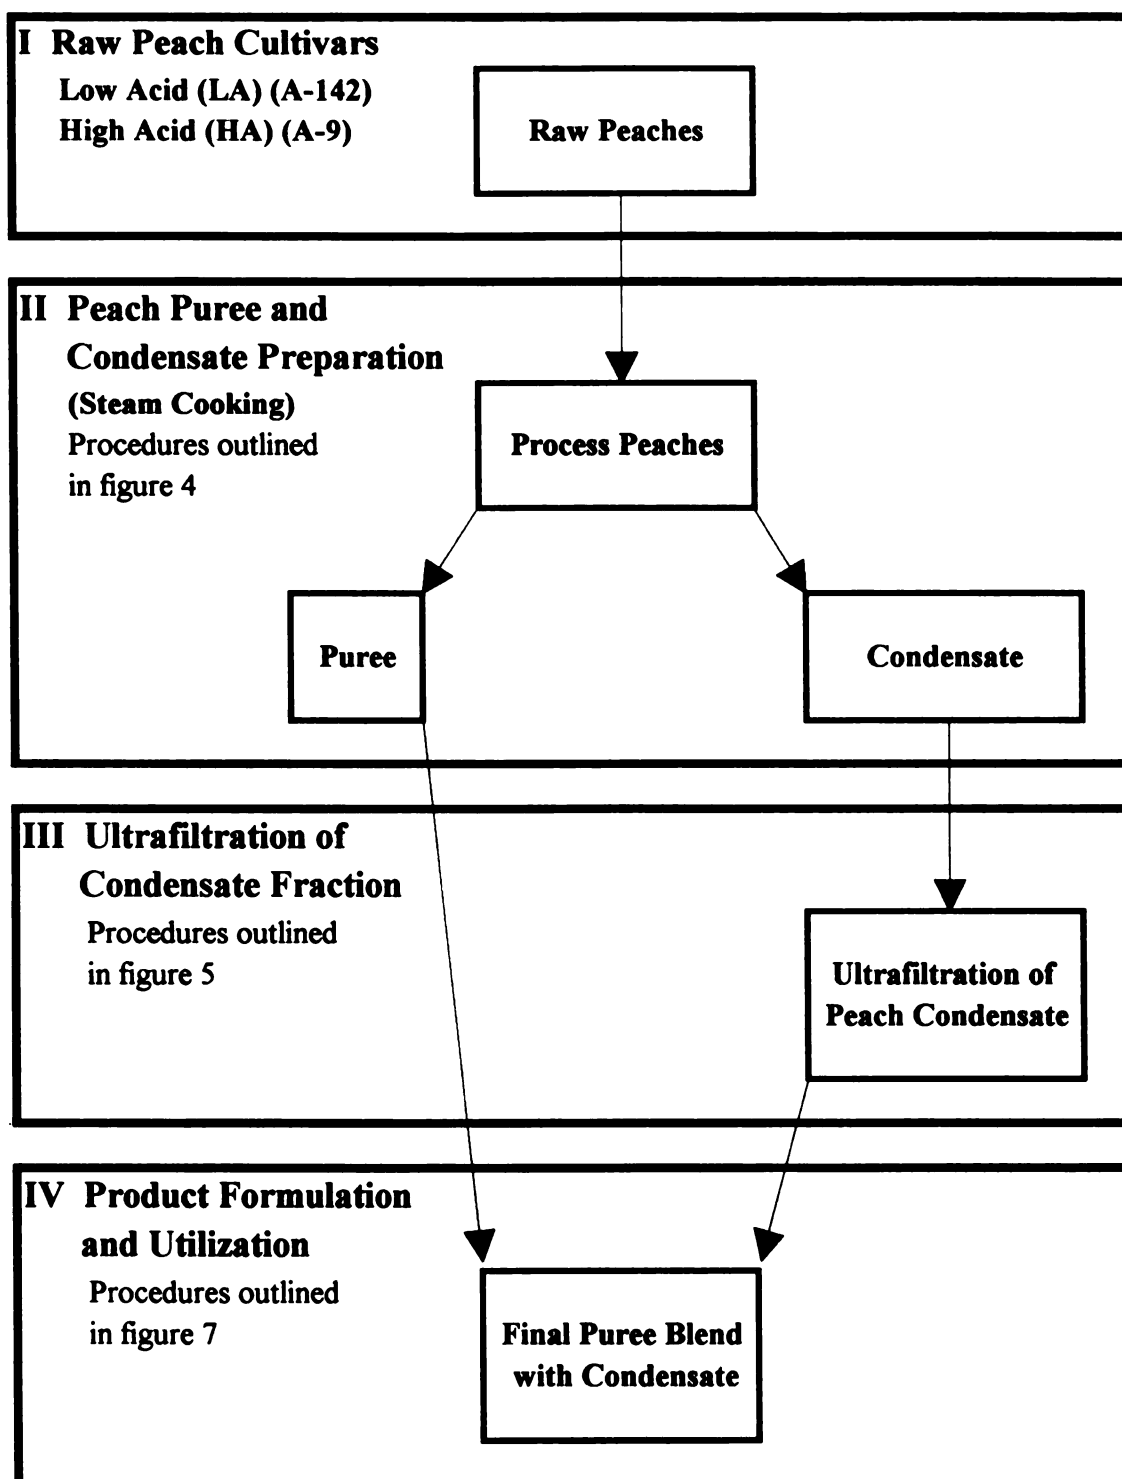 I Raw Peach Cultivars
Low Acid (LA) (A-142)
High Acid (HA) (A-9)
Raw Peaches
II Peach Puree and
Condensate Preparation
(Steam Cooking)
Procedures outlined
in figure 4
Process Peaches
Puree
Condensate
III Ultrafiltration of
Condensate Fraction
Procedures outlined
in figure 5
Ultrafiltration of
Peach Condensate
IV Product Formulation
and Utilization
Procedures outlined
in figure 7
Final Puree Blend
with Condensate